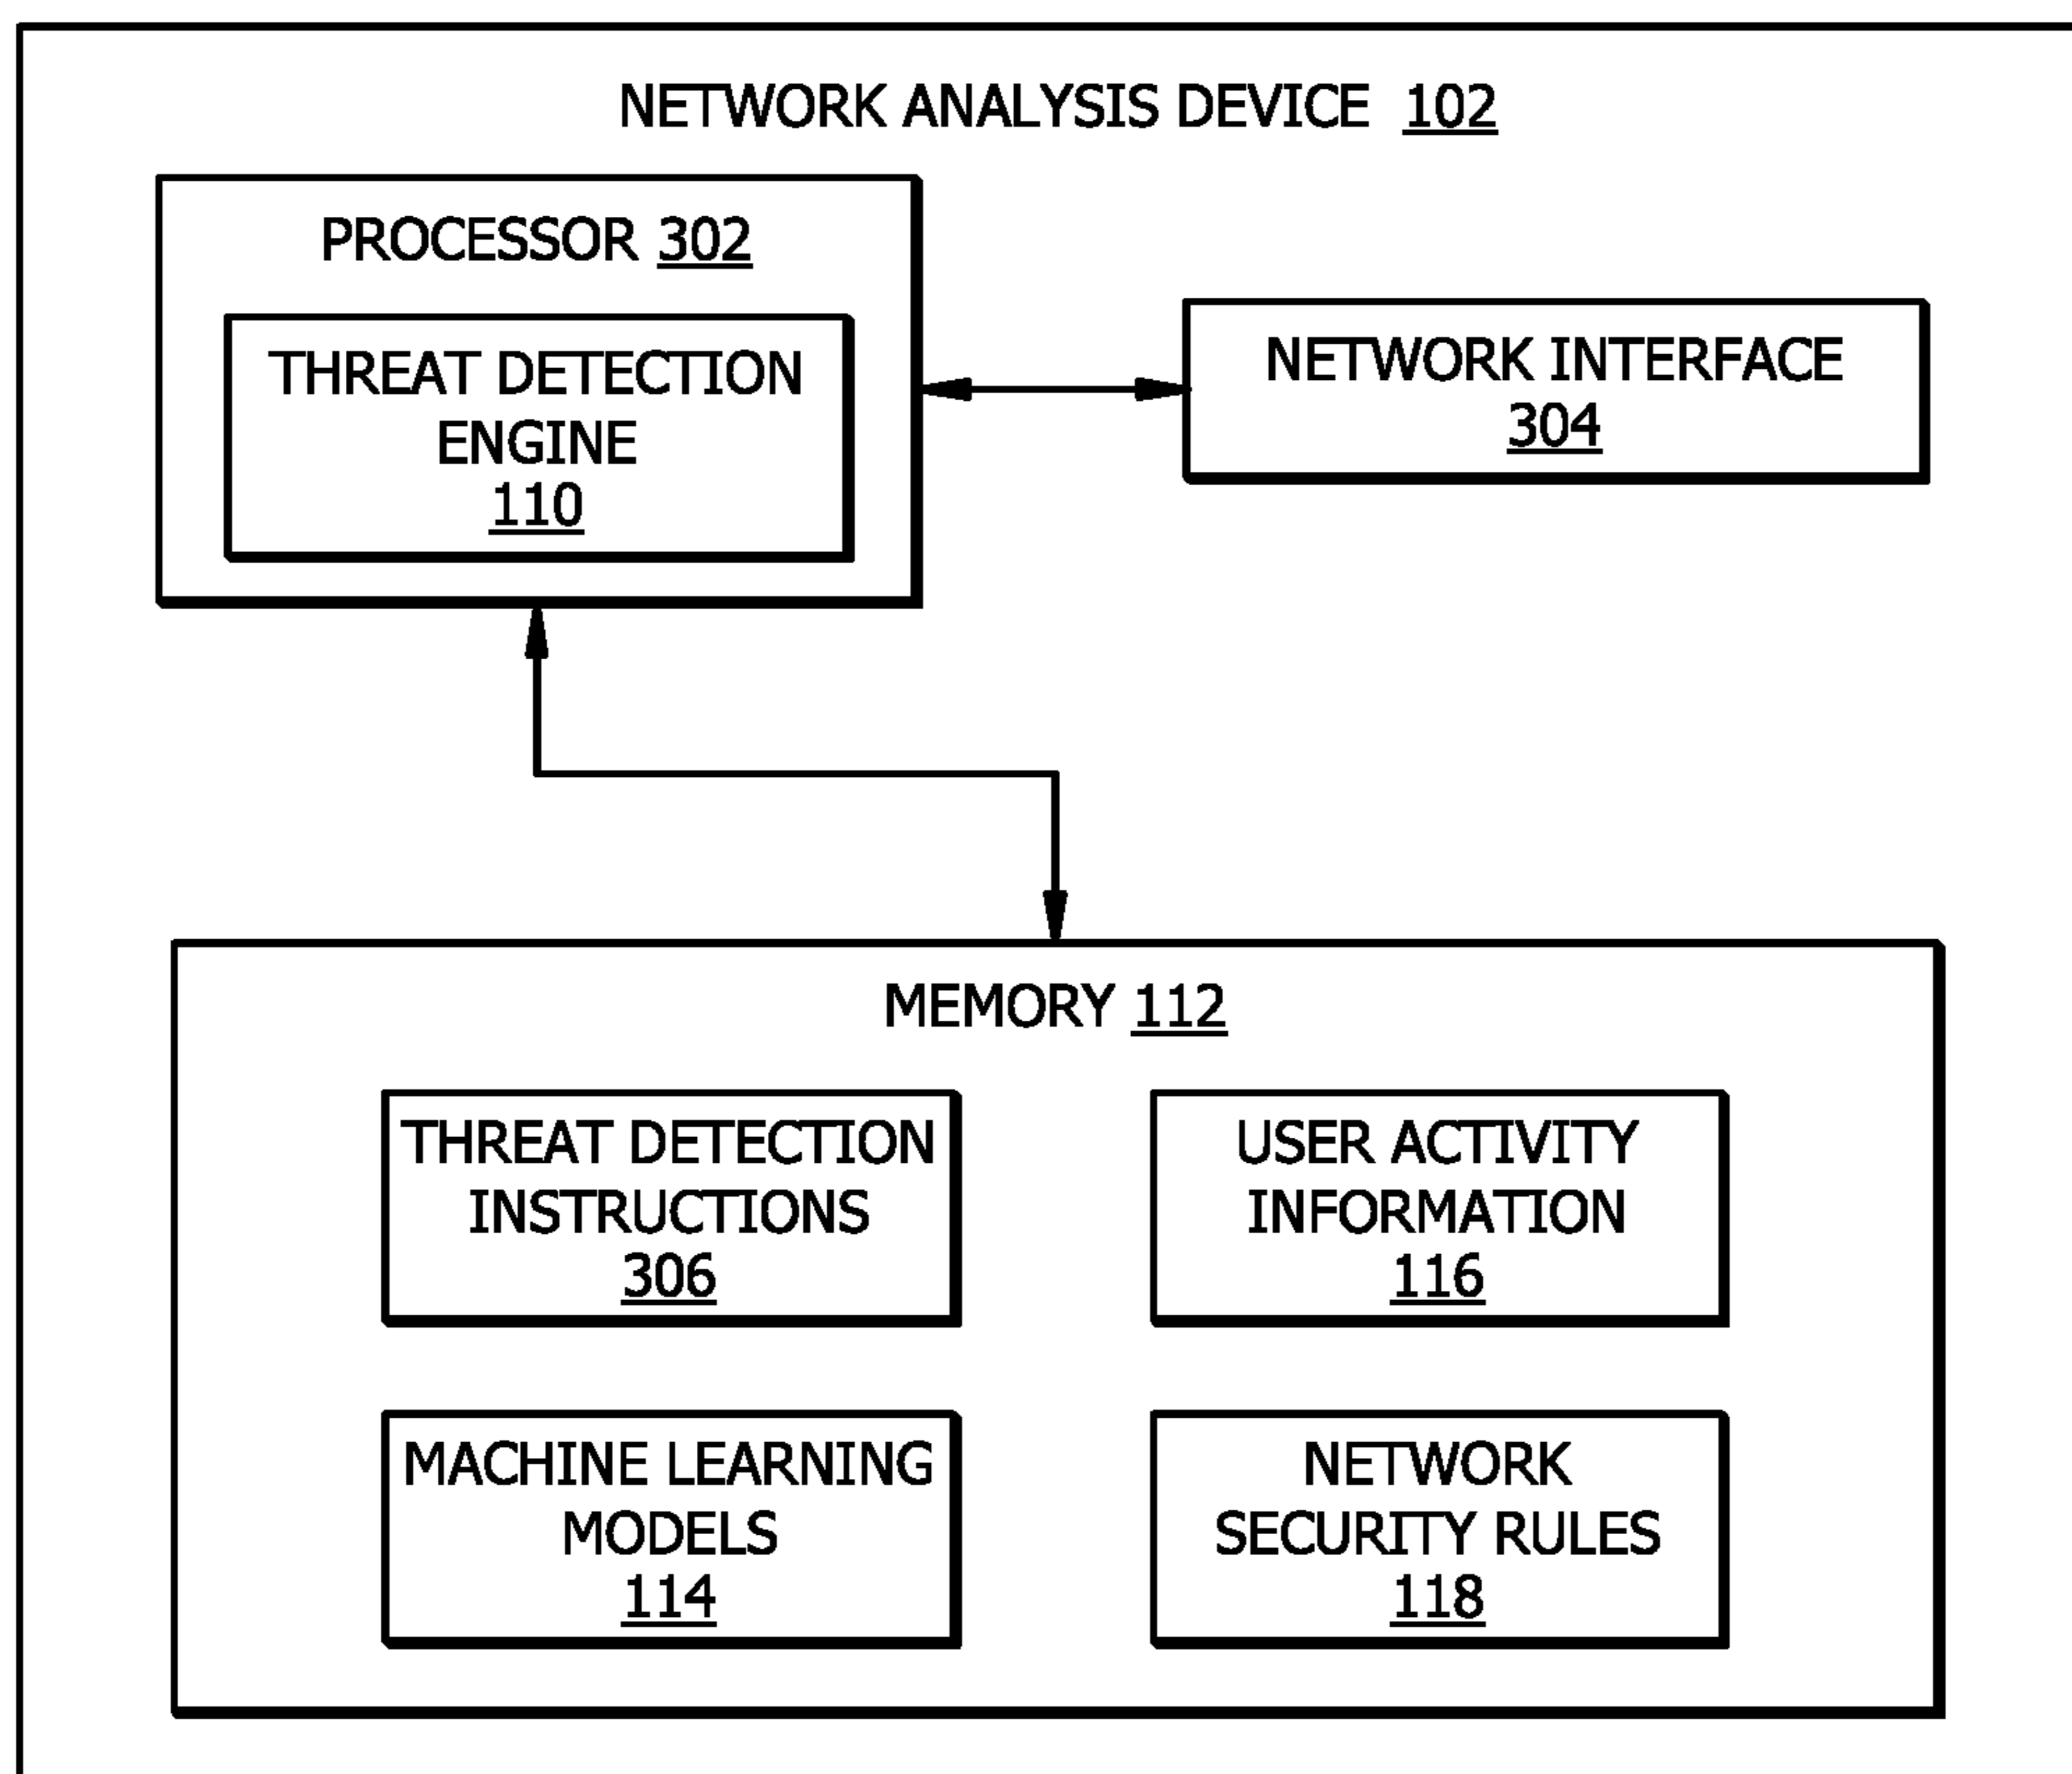 NETWORK ANALYSIS DEVICE 102
PROCESSOR 302
THREAT DETECTION
ENGINE
110
NETWORK INTERFACE
304
MEMORY 112
THREAT DETECTION
INSTRUCTIONS
306
USER ACTIVITY
INFORMATION
116
MACHINE LEARNING
MODELS
114
NETWORK
SECURITY RULES
118